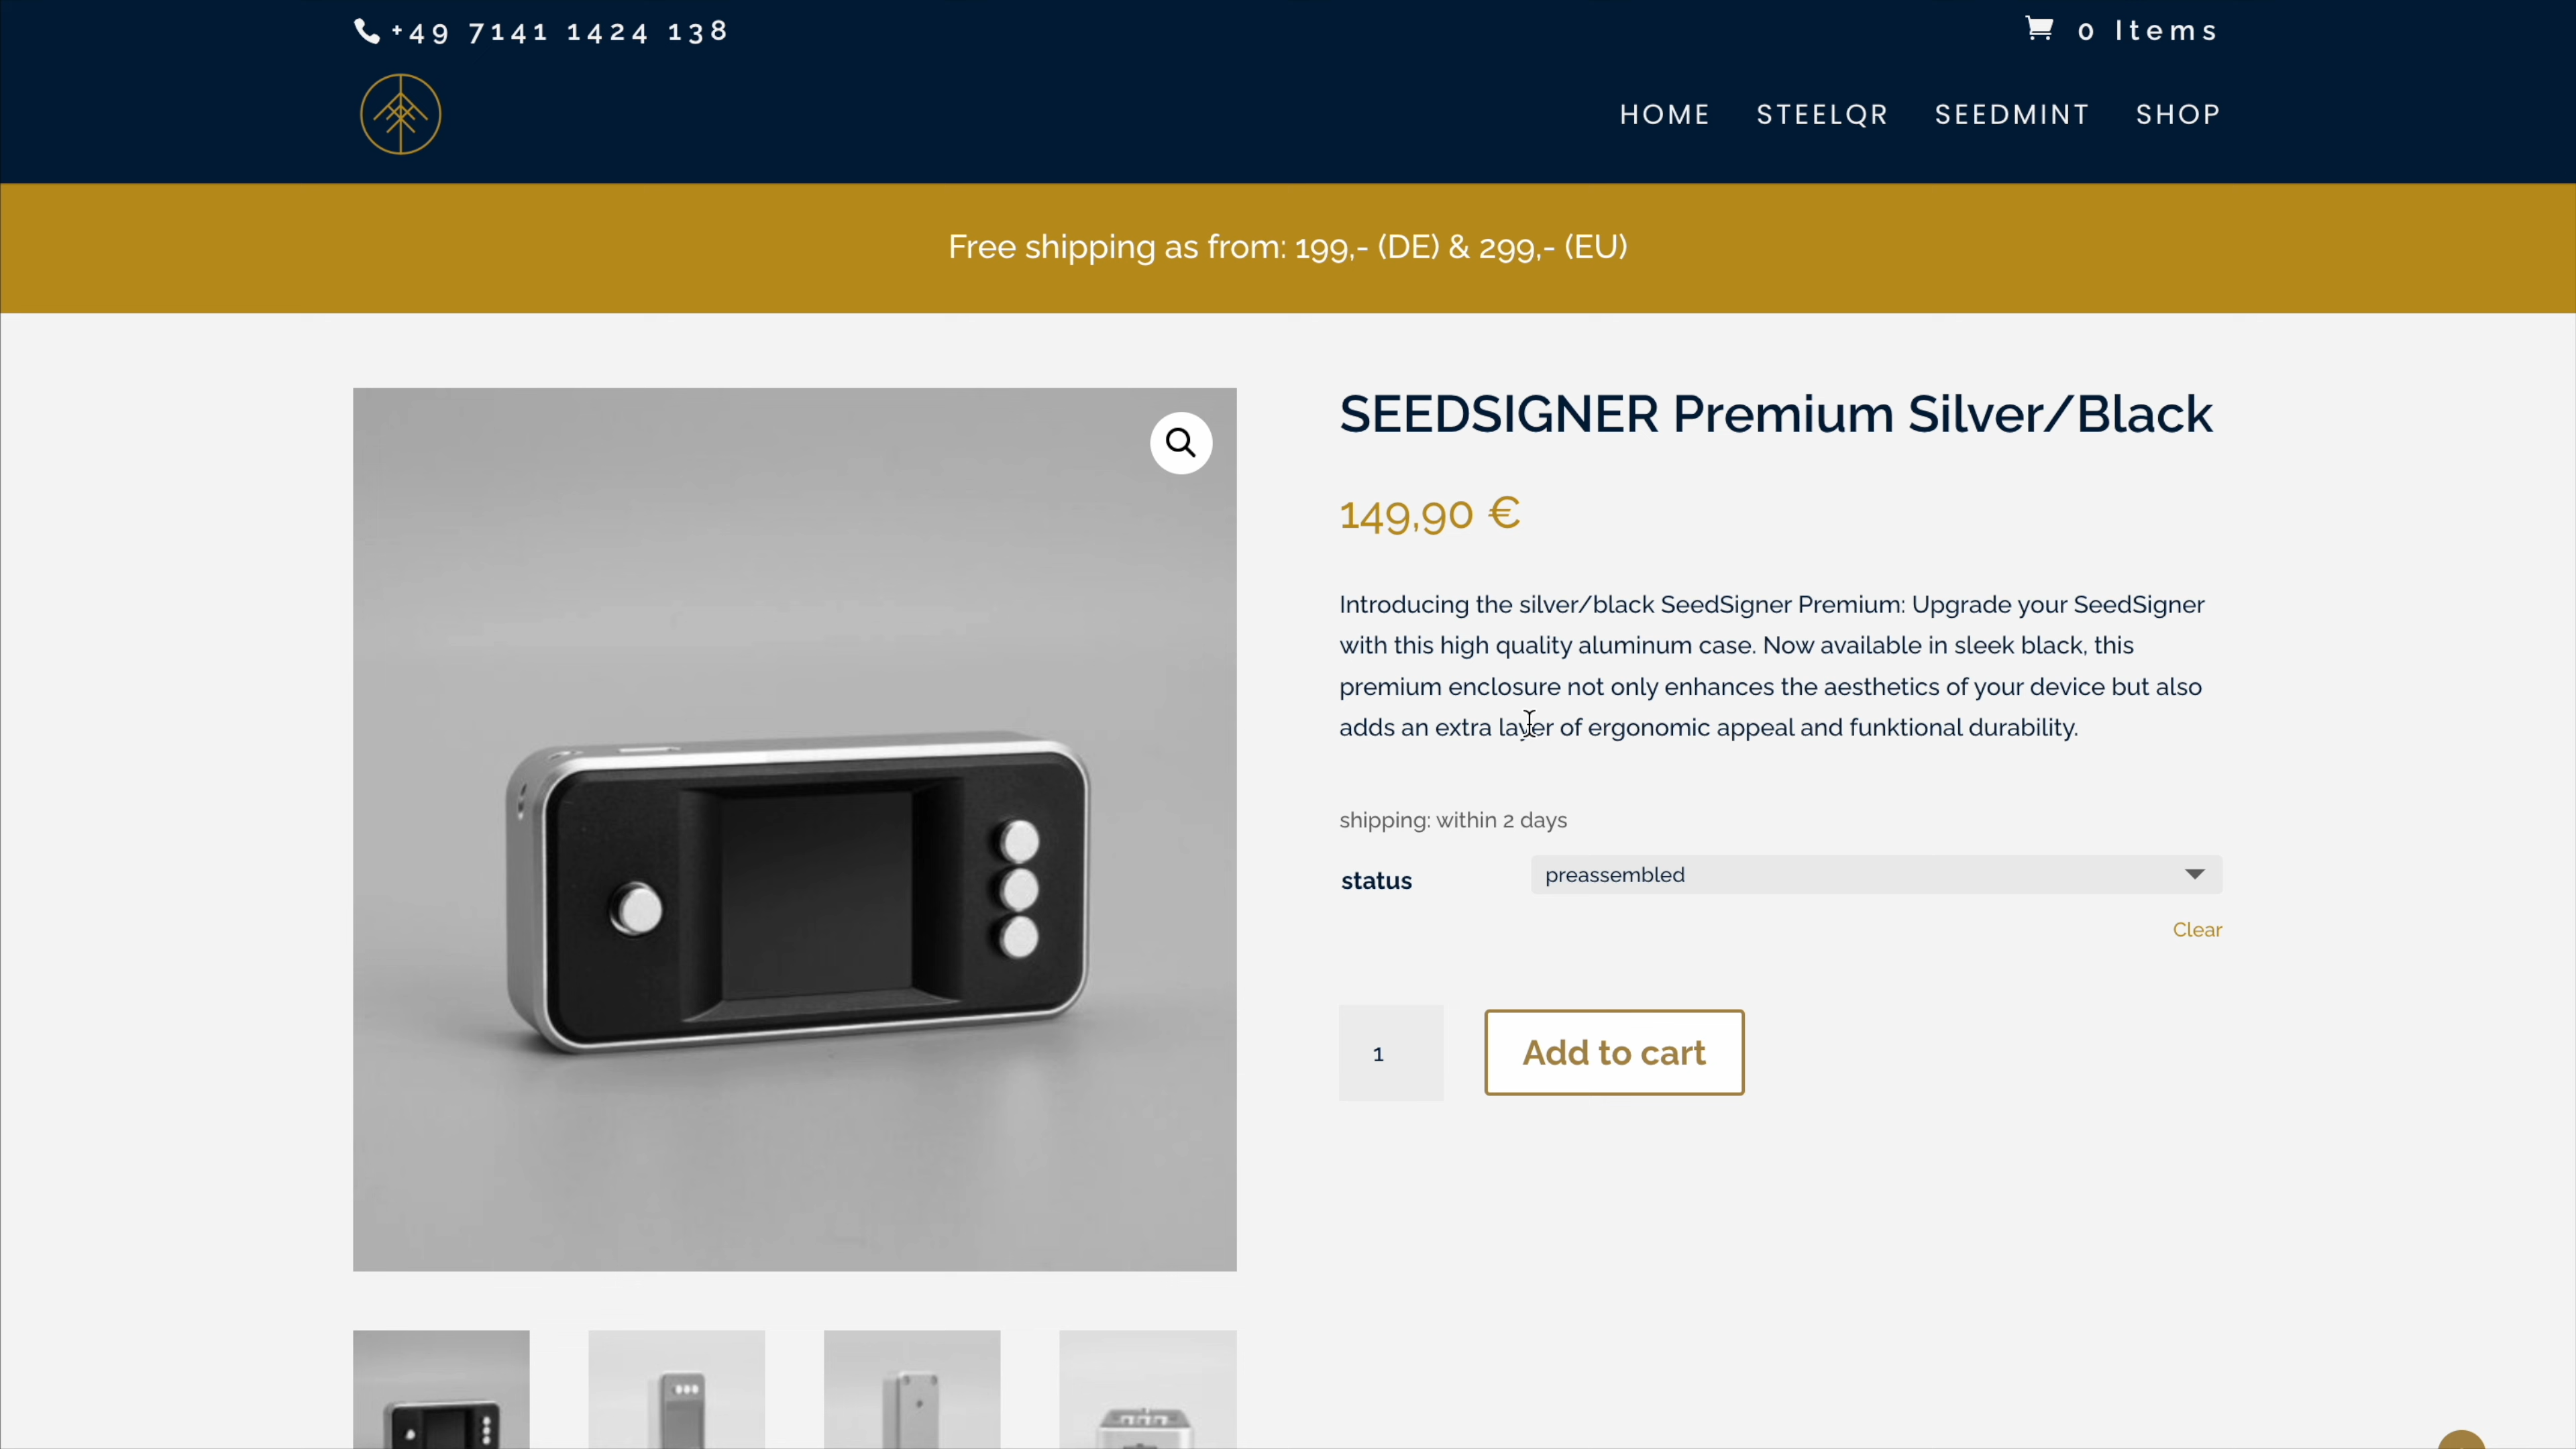 +49 7141 1424 138
0 Items
HOME STEELQR SEEDMINT SHOP
Free shipping as from: 199,- (DE) & 299,- (EU)
SEEDSIGNER Premium Silver/Black
149,90 €
Introducing the silver/black SeedSigner Premium: Upgrade your SeedSigner
with this high quality aluminum case. Now available in sleek black, this
premium enclosure not only enhances the aesthetics of your device but also
adds an extra layer of ergonomic appeal and funktional durability.
shipping: within 2 days
status preassembled
Clear
1 Add to cart